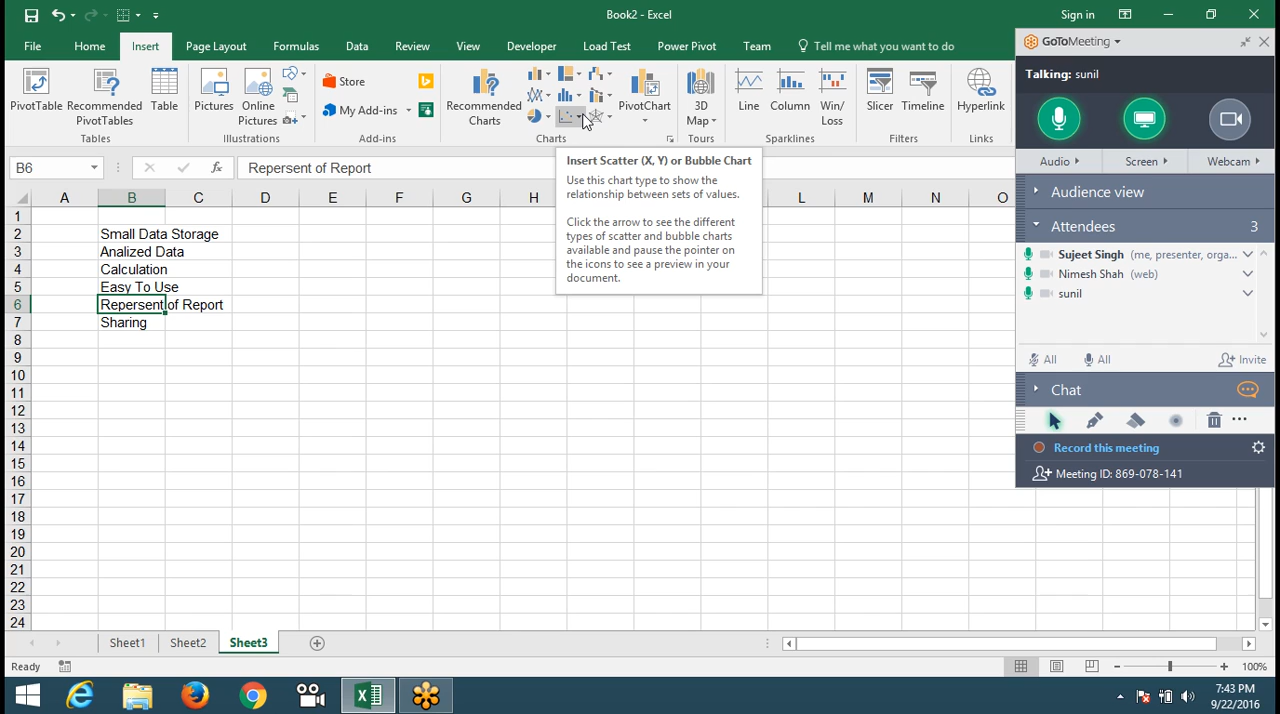 Book2 - Excel
Sign in
File Home Insert Page Layout Formulas Data Review View Developer Load Test Power Pivot Team Tell me what you want to do
PivotTable Recommended PivotTables Table
Tables
Pictures Online Pictures
Illustrations
Store
My Add-ins
Add-ins
Recommended Charts
PivotChart
Charts
3D Map
Tours
Line Column Win/ Loss
Sparklines
Slicer Timeline
Filters
Hyperlink
Links
B6
fx
Repersent of Report
Insert Scatter (X, Y) or Bubble Chart
Use this chart type to show the
relationship between sets of values.
Click the arrow to see the different
types of scatter and bubble charts
available and pause the pointer on
the icons to see a preview in your
document.
A B C D E F G H L M N O
1
2 Small Data Storage
3 Analized Data
4 Calculation
5 Easy To Use
6 Repersent of Report
7 Sharing
8
9
10
11
12
13
14
15
16
17
18
19
20
21
22
23
24
GoToMeeting
Talking: sunil
Audio Screen Webcam
Audience view
Attendees 3
Sujeet Singh (me, presenter, orga...
Nimesh Shah (web)
sunil
All All Invite
Chat
Record this meeting
Meeting ID: 869-078-141
Sheet1 Sheet2 Sheet3
Ready
100%
7:43 PM
9/22/2016